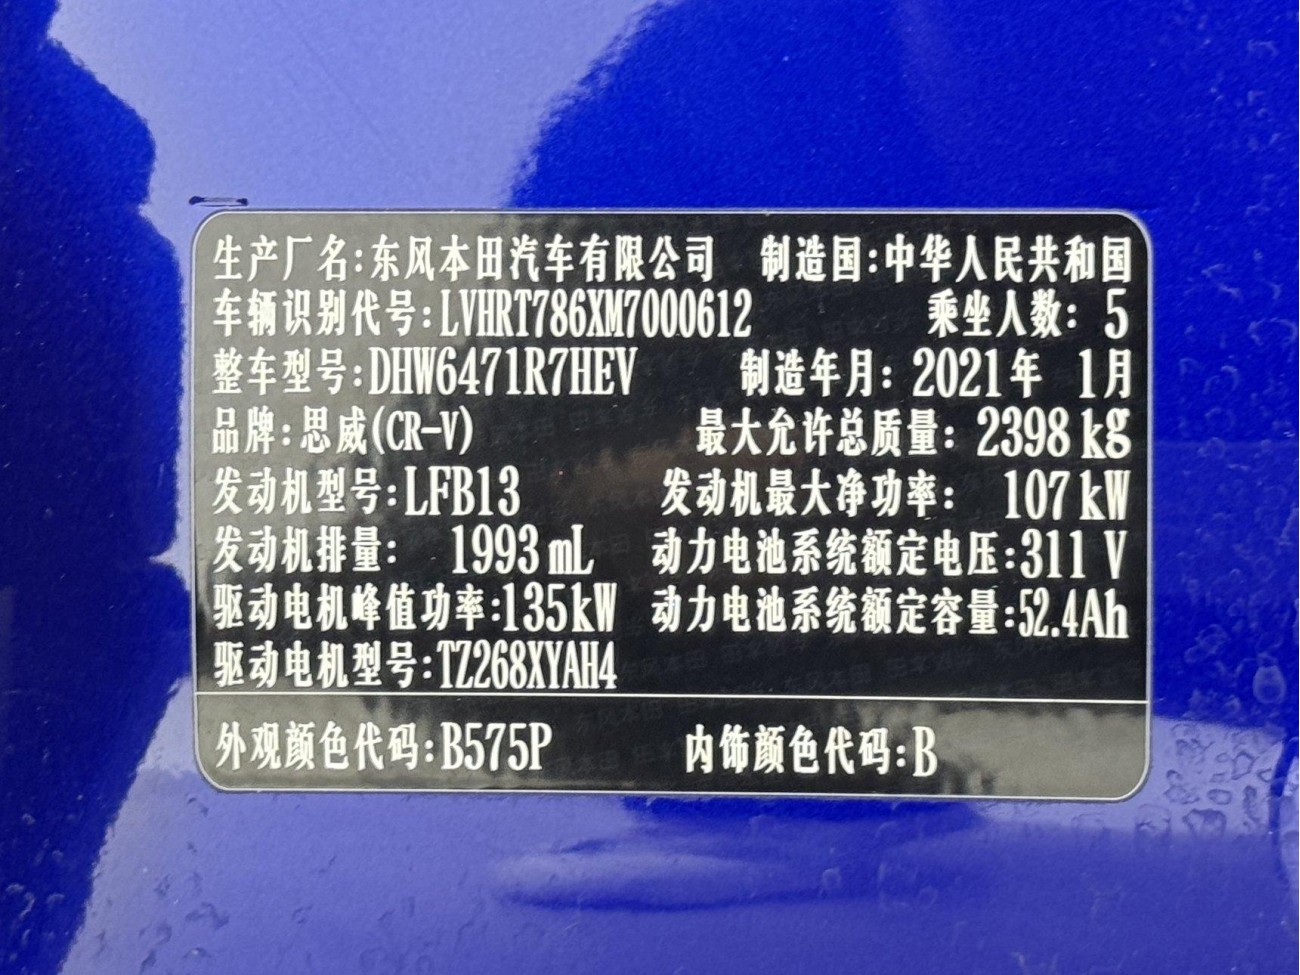 生产厂名:东风本田汽车有限公司 制造国:中华人民共和国
车辆识别代号:LVHRT786XM7000612 乘坐人数: 5
整车型号:DHW6471R7HEV 制造年月: 2021年 1月
品牌:思威(CR-V) 最大允许总质量: 2398 kg
发动机型号:LFB13 发动机最大净功率: 107 kW
发动机排量: 1993 mL 动力电池系统额定电压:311 V
驱动电机峰值功率:135kW 动力电池系统额定容量:52.4Ah
驱动电机型号:TZ268XYAH4
外观颜色代码:B575P 内饰颜色代码:B